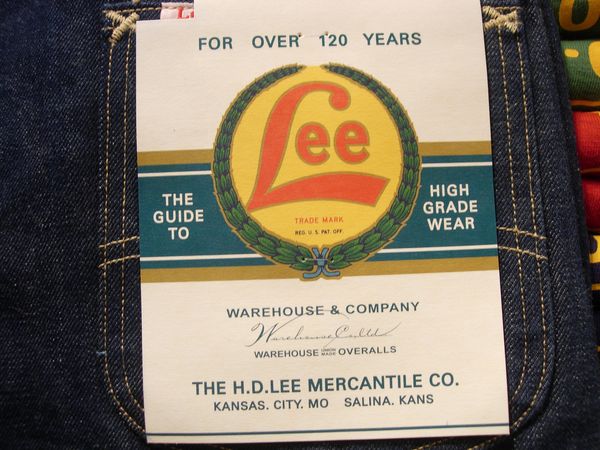 FOR OVER 120 YEARS
Lee
TRADE MARK
REG. U. S. PAT. OFF.
THE
GUIDE
TO
HIGH
GRADE
WEAR
WAREHOUSE & COMPANY
Warehouse Co. Ltd
WAREHOUSE UNION MADE OVERALLS
THE H.D.LEE MERCANTILE CO.
KANSAS. CITY. MO SALINA. KANS